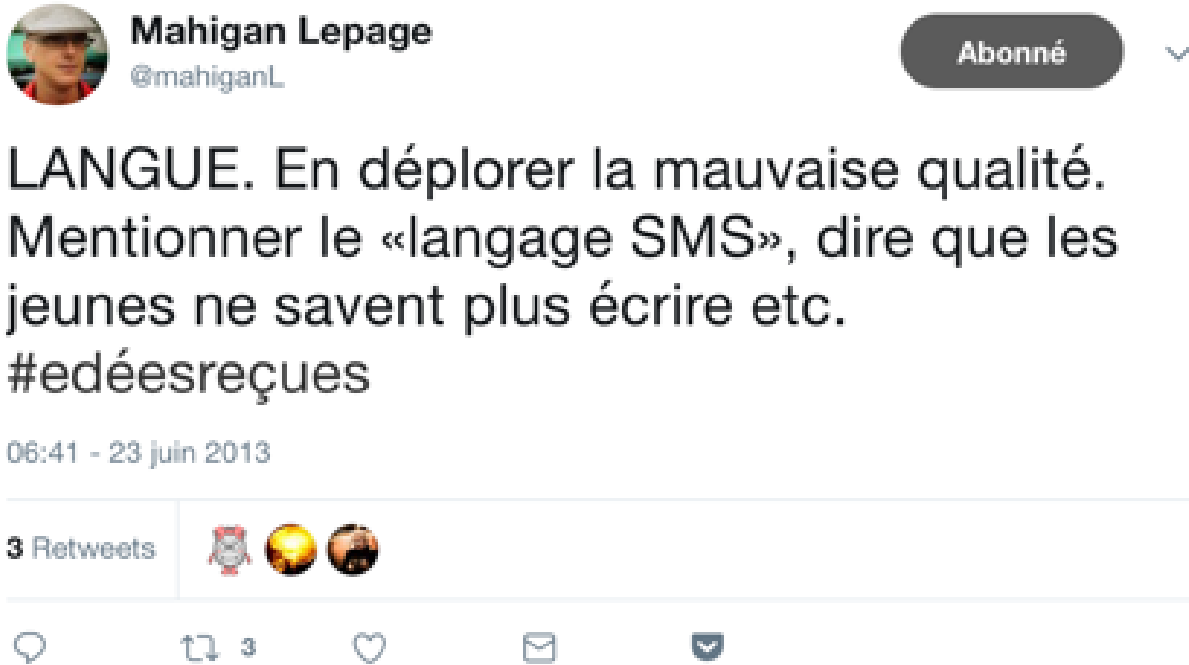 Mahigan Lepage
@mahiganL
Abonné
LANGUE. En déplorer la mauvaise qualité.
Mentionner le «langage SMS», dire que les
jeunes ne savent plus écrire etc.
#edéesreçues
06:41 - 23 juin 2013
3 Retweets
3